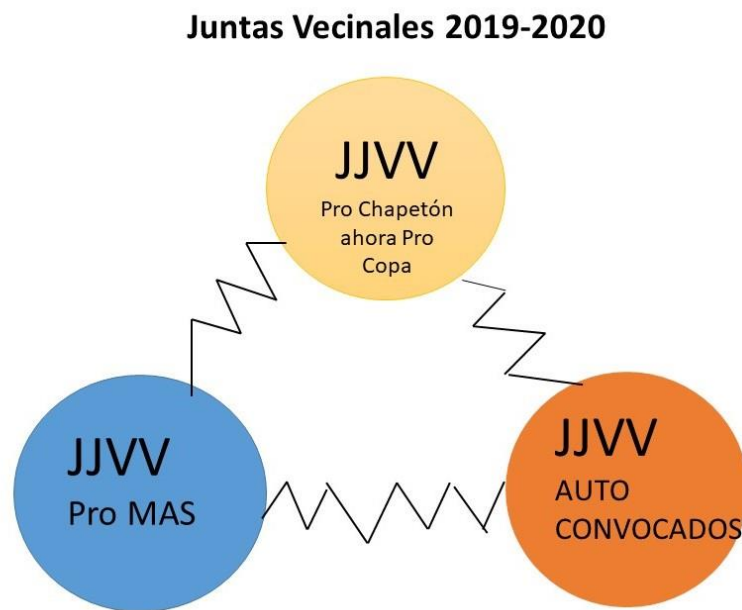 Juntas Vecinales 2019-2020
JJVV
Pro Chapetón
ahora Pro
Copa
JJVV
Pro MAS
JJVV
AUTO
CONVOCADOS